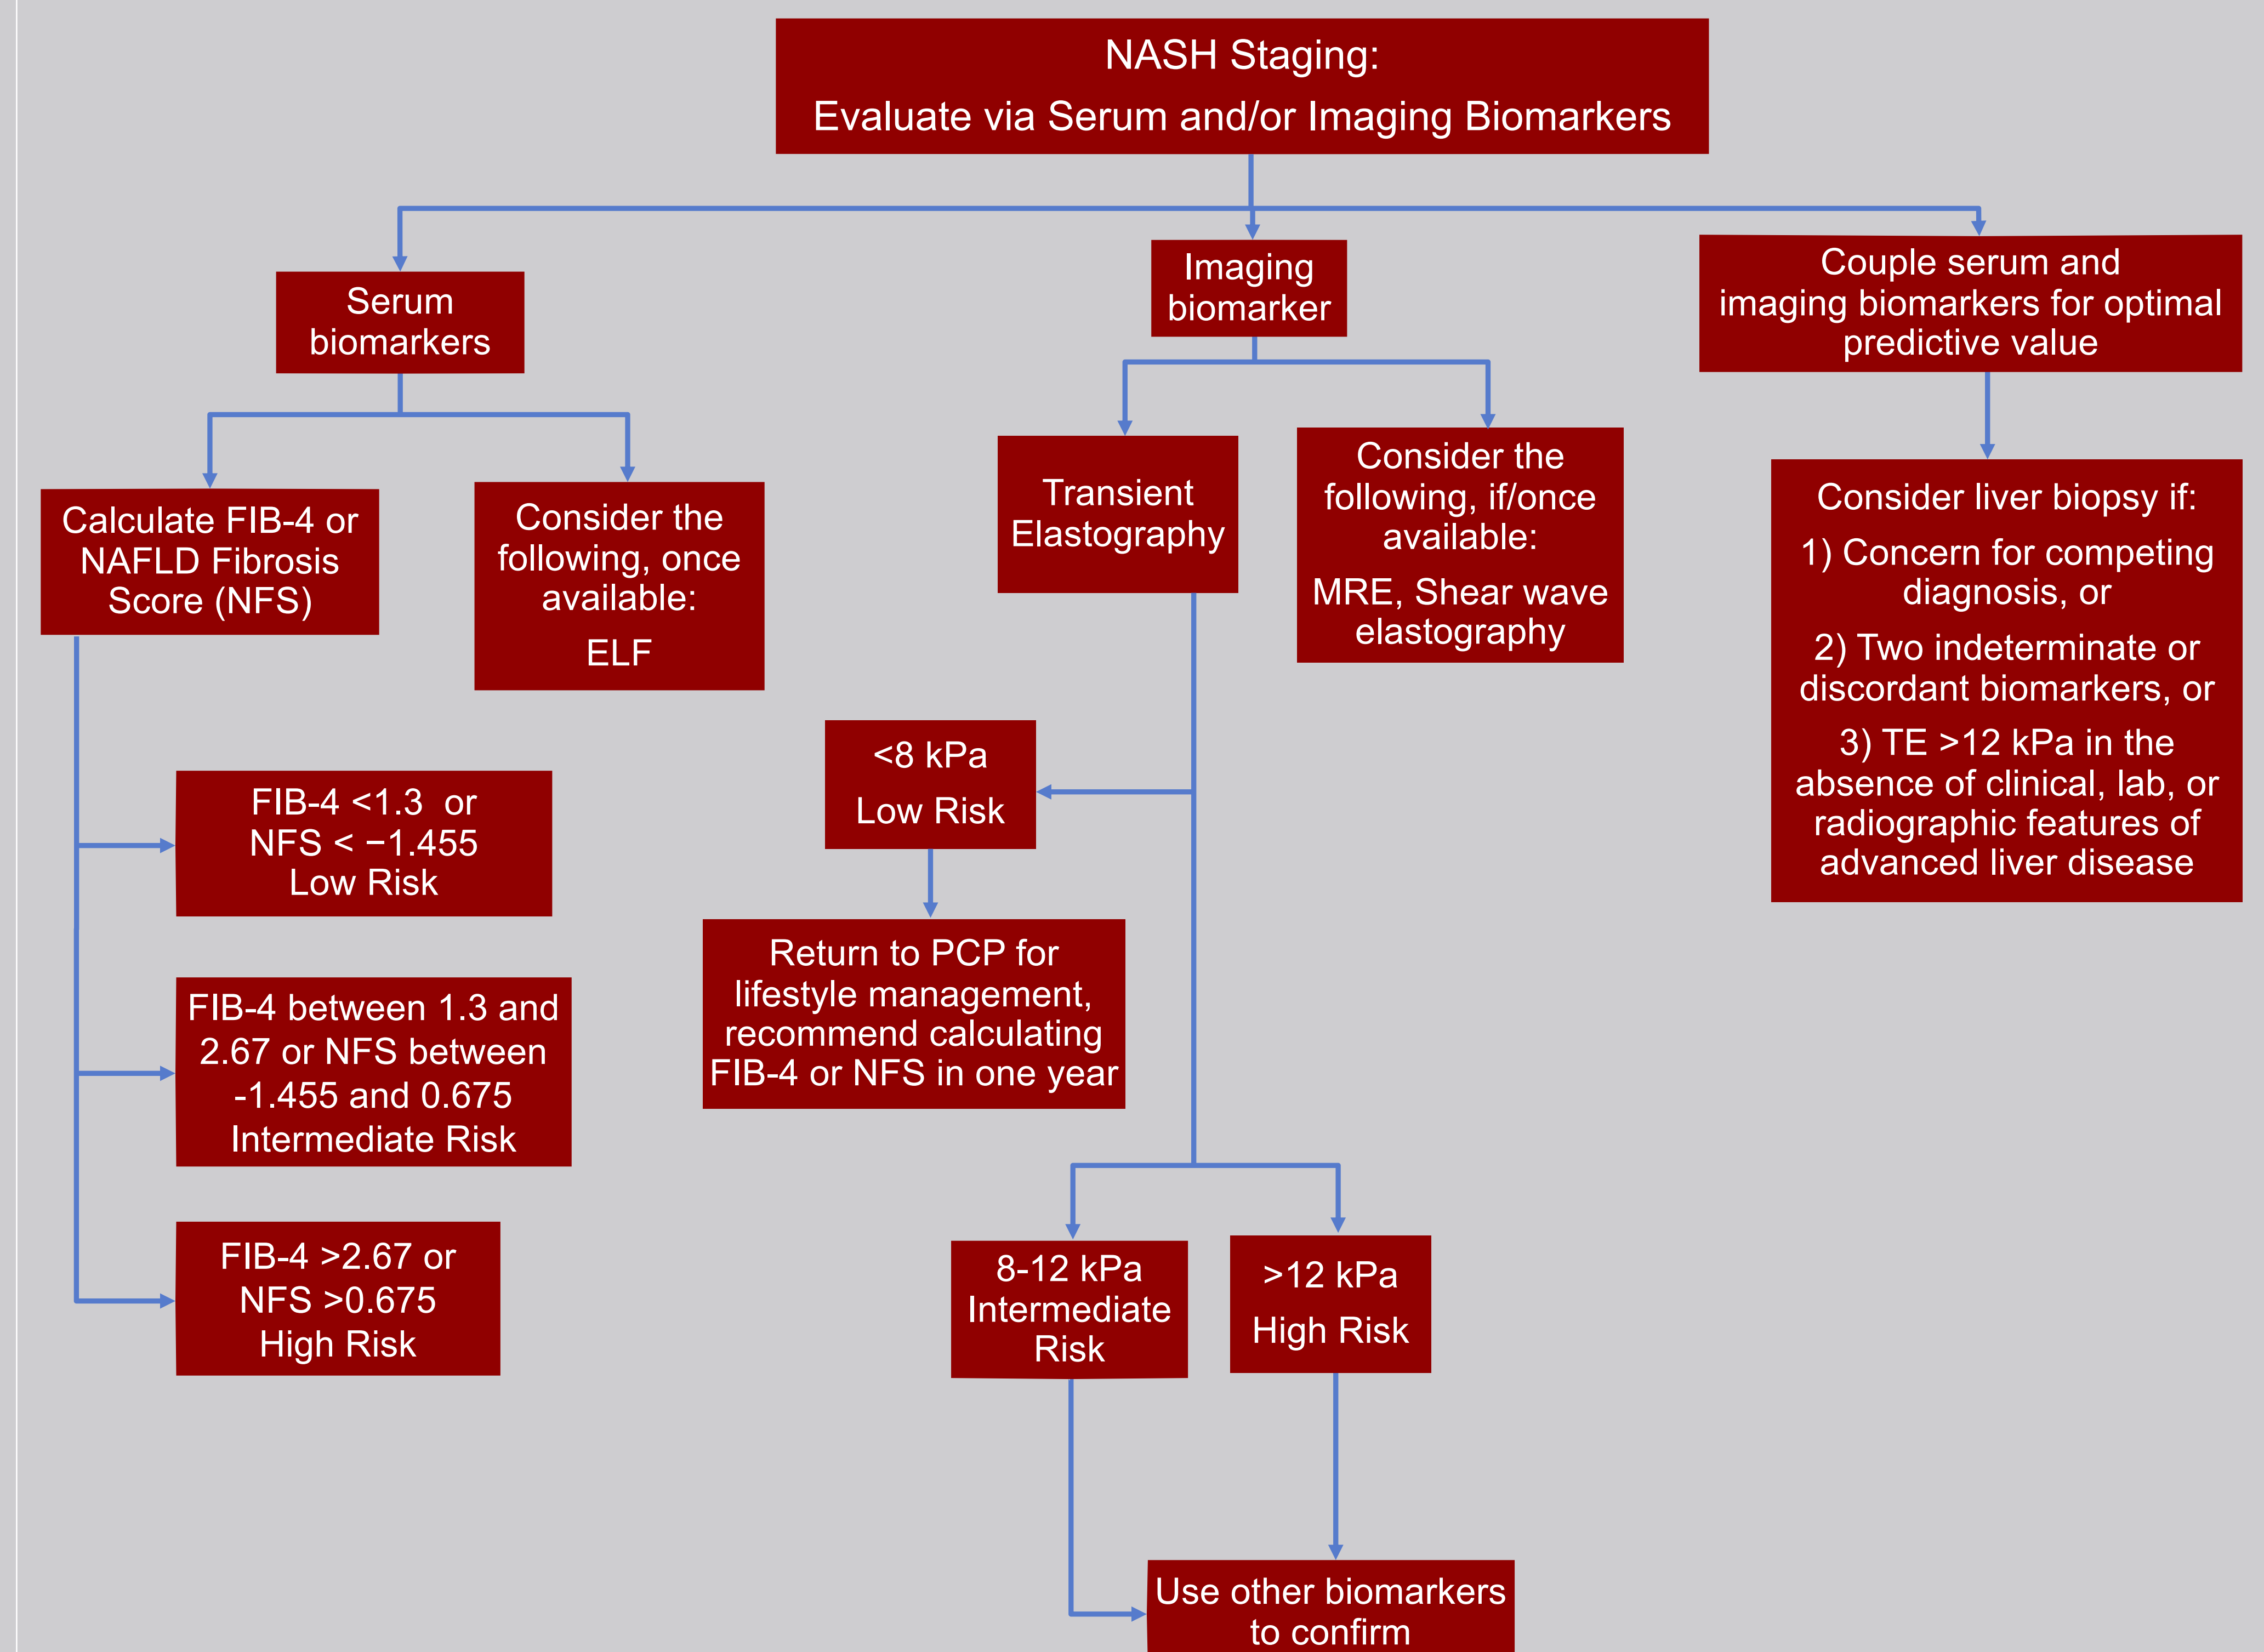 NASH Staging:
Evaluate via Serum and/or Imaging Biomarkers
Serum
biomarkers
Imaging
biomarker
Couple serum and
imaging biomarkers for optimal
predictive value
Calculate FIB-4 or
NAFLD Fibrosis
Score (NFS)
Consider the
following, once
available:
ELF
Transient
Elastography
Consider the
following, if/once
available:
MRE, Shear wave
elastography
Consider liver biopsy if:
1) Concern for competing
diagnosis, or
2) Two indeterminate or
discordant biomarkers, or
3) TE >12 kPa in the
absence of clinical, lab, or
radiographic features of
advanced liver disease
FIB-4 <1.3 or
NFS < −1.455
Low Risk
<8 kPa
Low Risk
Return to PCP for
lifestyle management,
recommend calculating
FIB-4 or NFS in one year
FIB-4 between 1.3 and
2.67 or NFS between
-1.455 and 0.675
Intermediate Risk
FIB-4 >2.67 or
NFS >0.675
High Risk
8-12 kPa
Intermediate
Risk
>12 kPa
High Risk
Use other biomarkers
to confirm